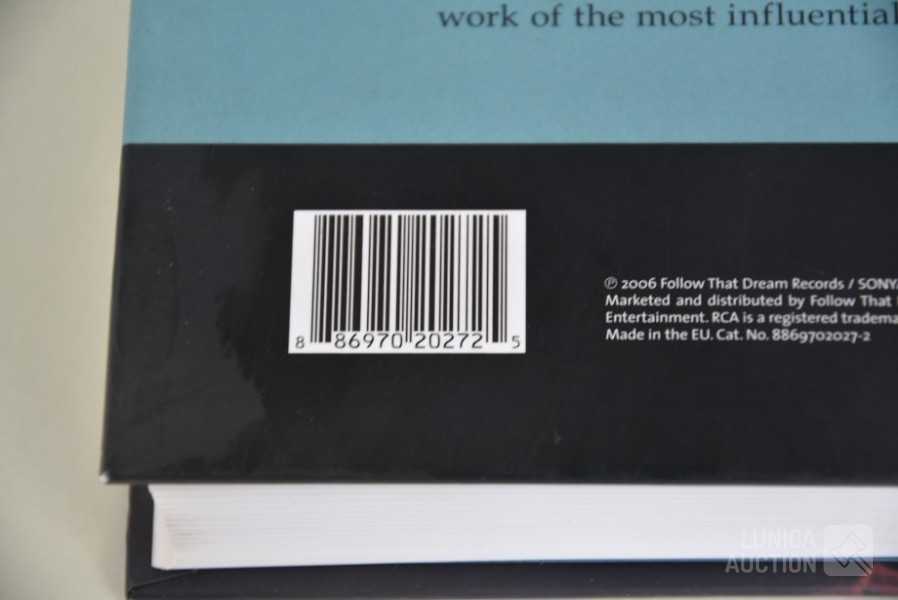 work of the most influential
8 86970 20272 5
℗ 2006 Follow That Dream Records / SONY
Marketed and distributed by Follow That
Entertainment. RCA is a registered tradema
Made in the EU. Cat. No. 8869702027-2
LUNICA
AUCTION